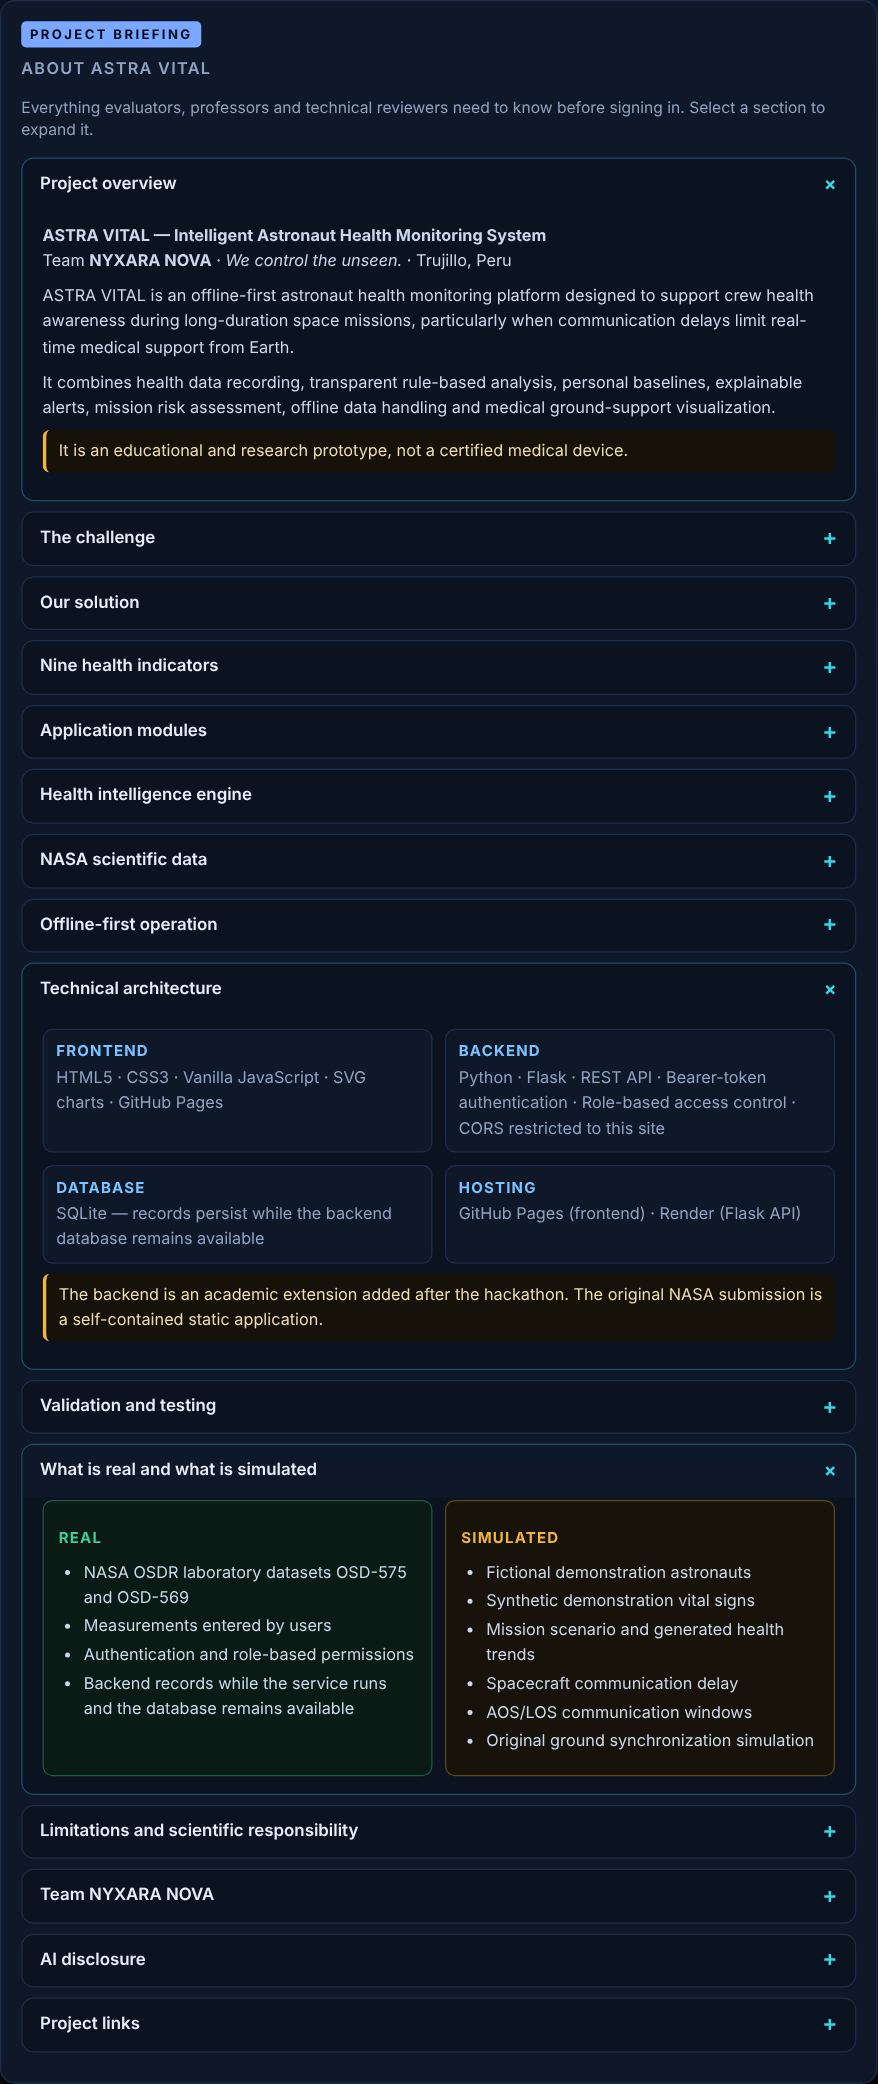 PROJECT BRIEFING
ABOUT ASTRA VITAL
Everything evaluators, professors and technical reviewers need to know before signing in. Select a section to
expand it.
Project overview ×
ASTRA VITAL — Intelligent Astronaut Health Monitoring System
Team NYXARA NOVA · We control the unseen. · Trujillo, Peru
ASTRA VITAL is an offline-first astronaut health monitoring platform designed to support crew health
awareness during long-duration space missions, particularly when communication delays limit real-
time medical support from Earth.
It combines health data recording, transparent rule-based analysis, personal baselines, explainable
alerts, mission risk assessment, offline data handling and medical ground-support visualization.
It is an educational and research prototype, not a certified medical device.
The challenge +
Our solution +
Nine health indicators +
Application modules +
Health intelligence engine +
NASA scientific data +
Offline-first operation +
Technical architecture ×
FRONTEND
HTML5 · CSS3 · Vanilla JavaScript · SVG
charts · GitHub Pages
BACKEND
Python · Flask · REST API · Bearer-token
authentication · Role-based access control ·
CORS restricted to this site
DATABASE
SQLite — records persist while the backend
database remains available
HOSTING
GitHub Pages (frontend) · Render (Flask API)
The backend is an academic extension added after the hackathon. The original NASA submission is
a self-contained static application.
Validation and testing +
What is real and what is simulated ×
REAL
• NASA OSDR laboratory datasets OSD-575
and OSD-569
• Measurements entered by users
• Authentication and role-based permissions
• Backend records while the service runs
and the database remains available
SIMULATED
• Fictional demonstration astronauts
• Synthetic demonstration vital signs
• Mission scenario and generated health
trends
• Spacecraft communication delay
• AOS/LOS communication windows
• Original ground synchronization simulation
Limitations and scientific responsibility +
Team NYXARA NOVA +
AI disclosure +
Project links +